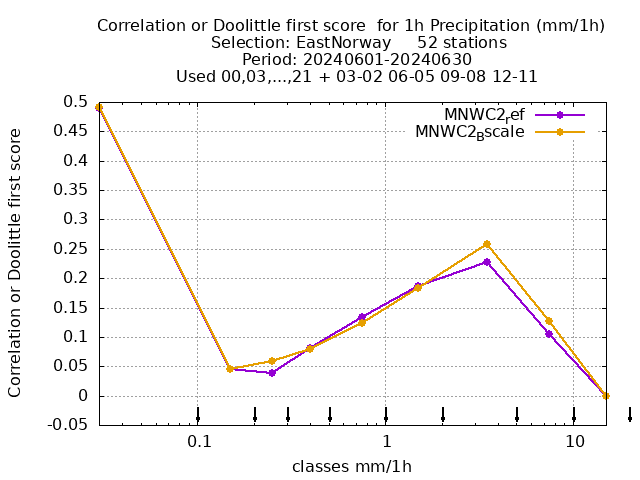 Correlation or Doolittle first score  for 1h Precipitation (mm/1h)
Selection: EastNorway     52 stations
Period: 20240601-20240630
Used 00,03,...,21 + 03-02 06-05 09-08 12-11
MNWC2ref
MNWC2Bscale
Correlation or Doolittle first score
0.5
0.45
0.4
0.35
0.3
0.25
0.2
0.15
0.1
0.05
0
-0.05
0.1
1
10
classes mm/1h